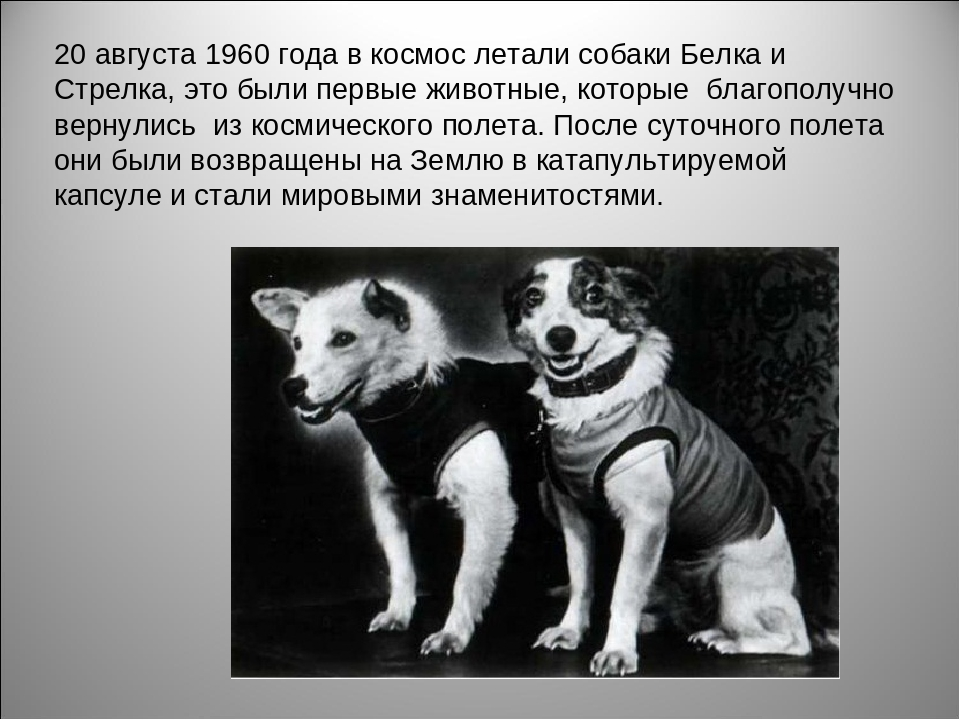 20 августа 1960 года в космос летали собаки Белка и
Стрелка, это были первые животные, которые  благополучно
вернулись  из космического полета. После суточного полета
они были возвращены на Землю в катапультируемой
капсуле и стали мировыми знаменитостями.